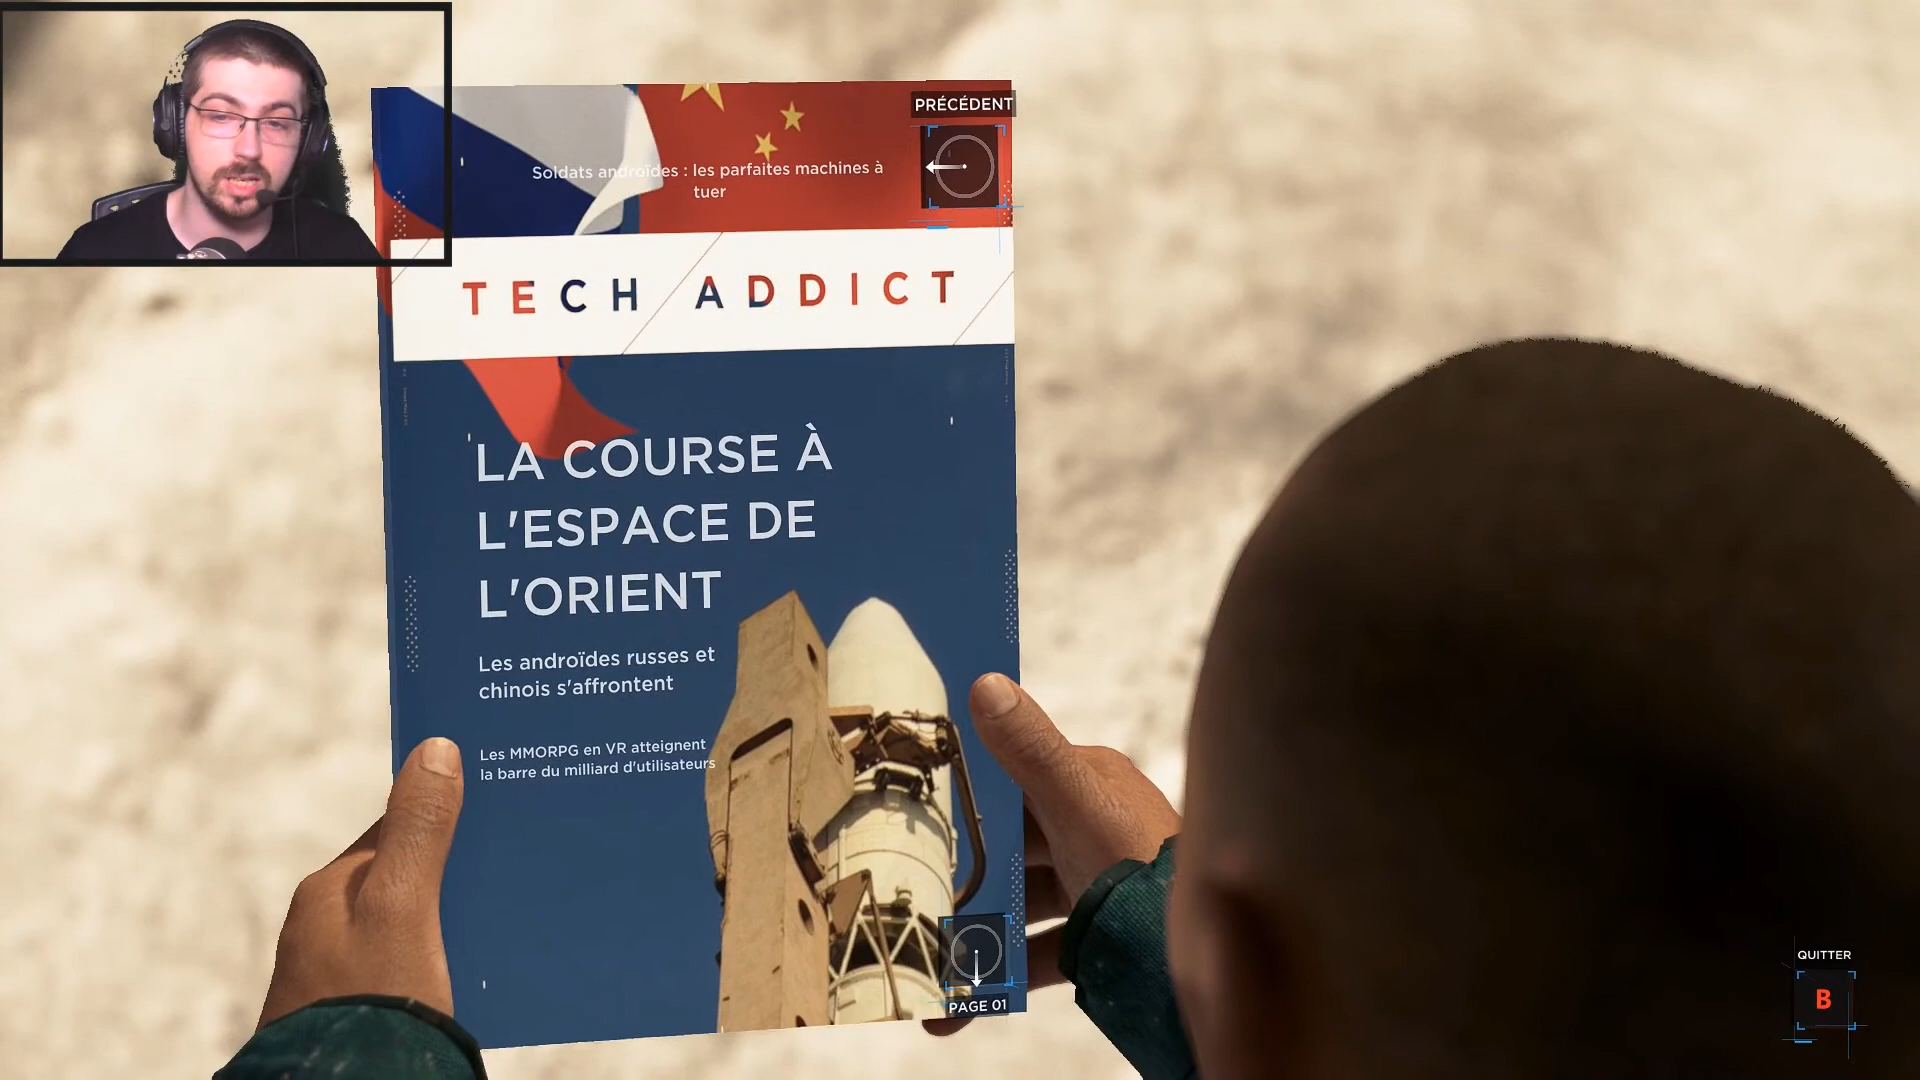 PRÉCÉDENT
Soldats androïdes : les parfaites machines à
tuer
TECH ADDICT
LA COURSE À
L'ESPACE DE
L'ORIENT
Les androïdes russes et
chinois s'affrontent
Les MMORPG en VR atteignent
la barre du milliard d'utilisateurs
PAGE 01
QUITTER
B